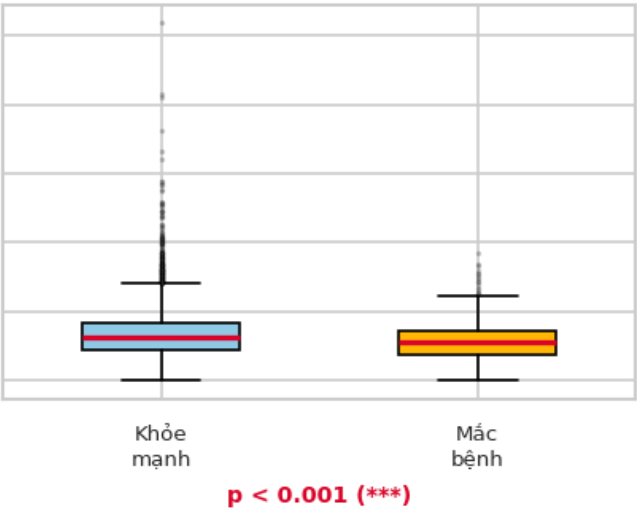 Khỏe
mạnh
Mắc
bệnh
p < 0.001 (***)